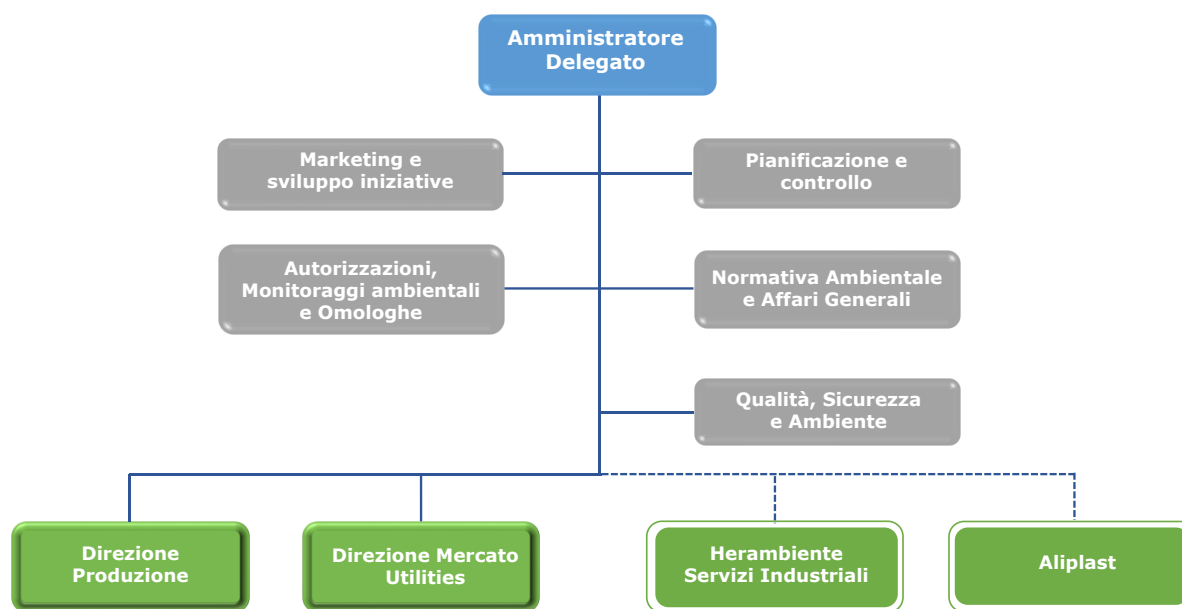 Amministratore
Delegato
Marketing e
sviluppo iniziative
Pianificazione e
controllo
Autorizzazioni,
Monitoraggi ambientali
e Omologhe
Normativa Ambientale
e Affari Generali
Qualità, Sicurezza
e Ambiente
Direzione
Produzione
Direzione Mercato
Utilities
Herambiente
Servizi Industriali
Aliplast